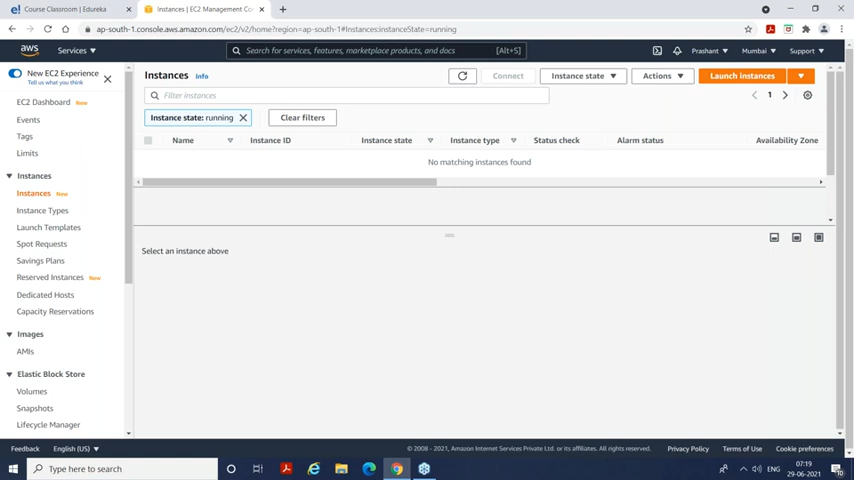 Course Classroom | Edureka
Instances | EC2 Management Co
ap-south-1.console.aws.amazon.com/ec2/v2/home?region=ap-south-1#Instances:instanceState=running
aws
Services
Search for services, features, marketplace products, and docs
[Alt+S]
Prashant
Mumbai
Support
New EC2 Experience
Tell us what you think
EC2 Dashboard New
Events
Tags
Limits
Instances
Instances New
Instance Types
Launch Templates
Spot Requests
Savings Plans
Reserved Instances New
Dedicated Hosts
Capacity Reservations
Images
AMIs
Elastic Block Store
Volumes
Snapshots
Lifecycle Manager
Instances Info
Connect
Instance state
Actions
Launch instances
Filter instances
1
Instance state: running
Clear filters
Name
Instance ID
Instance state
Instance type
Status check
Alarm status
Availability Zone
No matching instances found
Select an instance above
Feedback
English (US)
© 2008 - 2021, Amazon Internet Services Private Ltd. or its affiliates. All rights reserved.
Privacy Policy
Terms of Use
Cookie preferences
Type here to search
ENG
07:19
29-06-2021
10